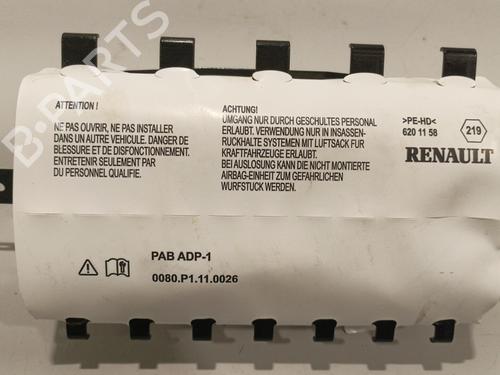 ATTENTION !
NE PAS OUVRIR, NE PAS INSTALLER
DANS UN AUTRE VEHICULE. DANGER DE
BLESSURE ET DE DISFONCTIONNEMENT.
ENTRETENIR SEULEMENT PAR
DU PERSONNEL QUALIFIE.
ACHTUNG!
UMGANG NUR DURCH GESCHULTES PERSONAL
ERLAUBT. VERWENDUNG NUR IN INSASSEN-
RÜCKHALTE SYSTEMEN MIT LUFTSACK FUR
KRAFTFAHRZEUGE ERLAUBT.
BEI AUSLOSUNG KANN DIE NICHT MONTIERTE
AIRBAG-EINHEIT ZUM GEFAHRLICHEN
WURFSTUCK WERDEN.
>PE-HD<
620 11 58
219
RENAULT
PAB ADP-1
0080.P1.11.0026
B-PARTS